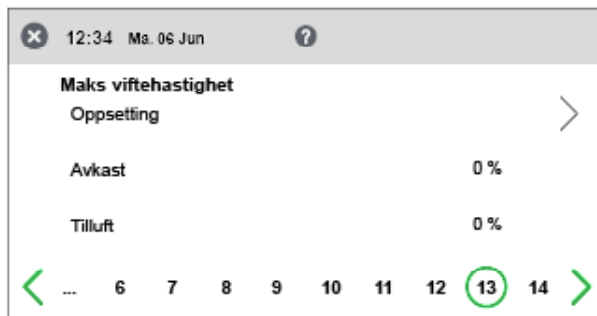 12:34 Ma. 06 Jun ?
Maks viftehastighet
Oppsetting
Avkast 0 %
Tilluft 0 %
... 6 7 8 9 10 11 12 13 14